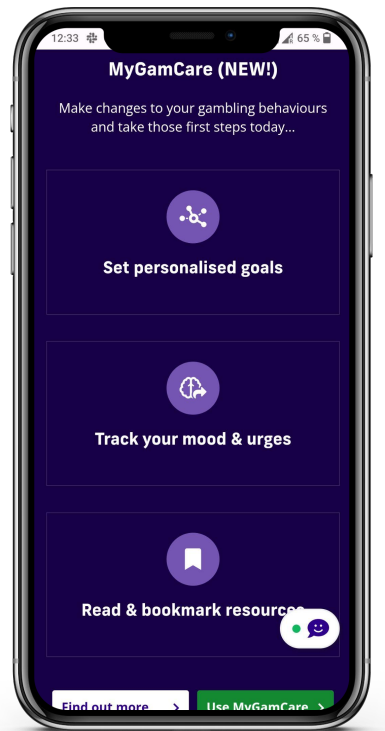 12:33
65 %
MyGamCare (NEW!)
Make changes to your gambling behaviours
and take those first steps today...
Set personalised goals
Track your mood & urges
Read & bookmark resources
Find out more
Use MyGamCare